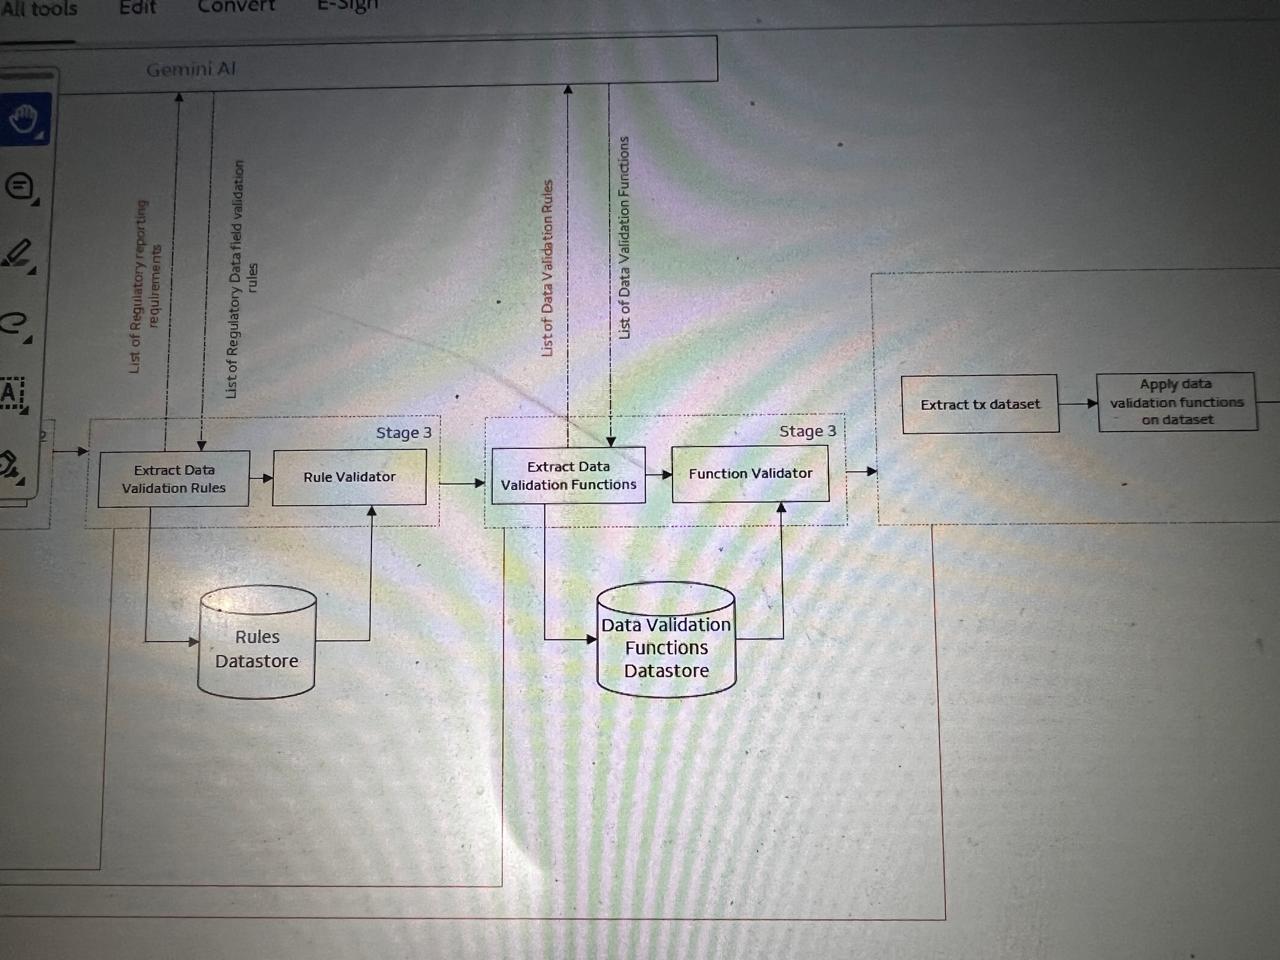 All tools
Edit
Convert
E-Sign
Gemini AI
List of Regulatory reporting
requirements
List of Regulatory Data field validation
rules
List of Data Validation Rules
List of Data Validation Functions
Stage 3
Extract Data
Validation Rules
Rule Validator
Stage 3
Extract Data
Validation Functions
Function Validator
Extract tx dataset
Apply data
validation functions
on dataset
Rules
Datastore
Data Validation
Functions
Datastore